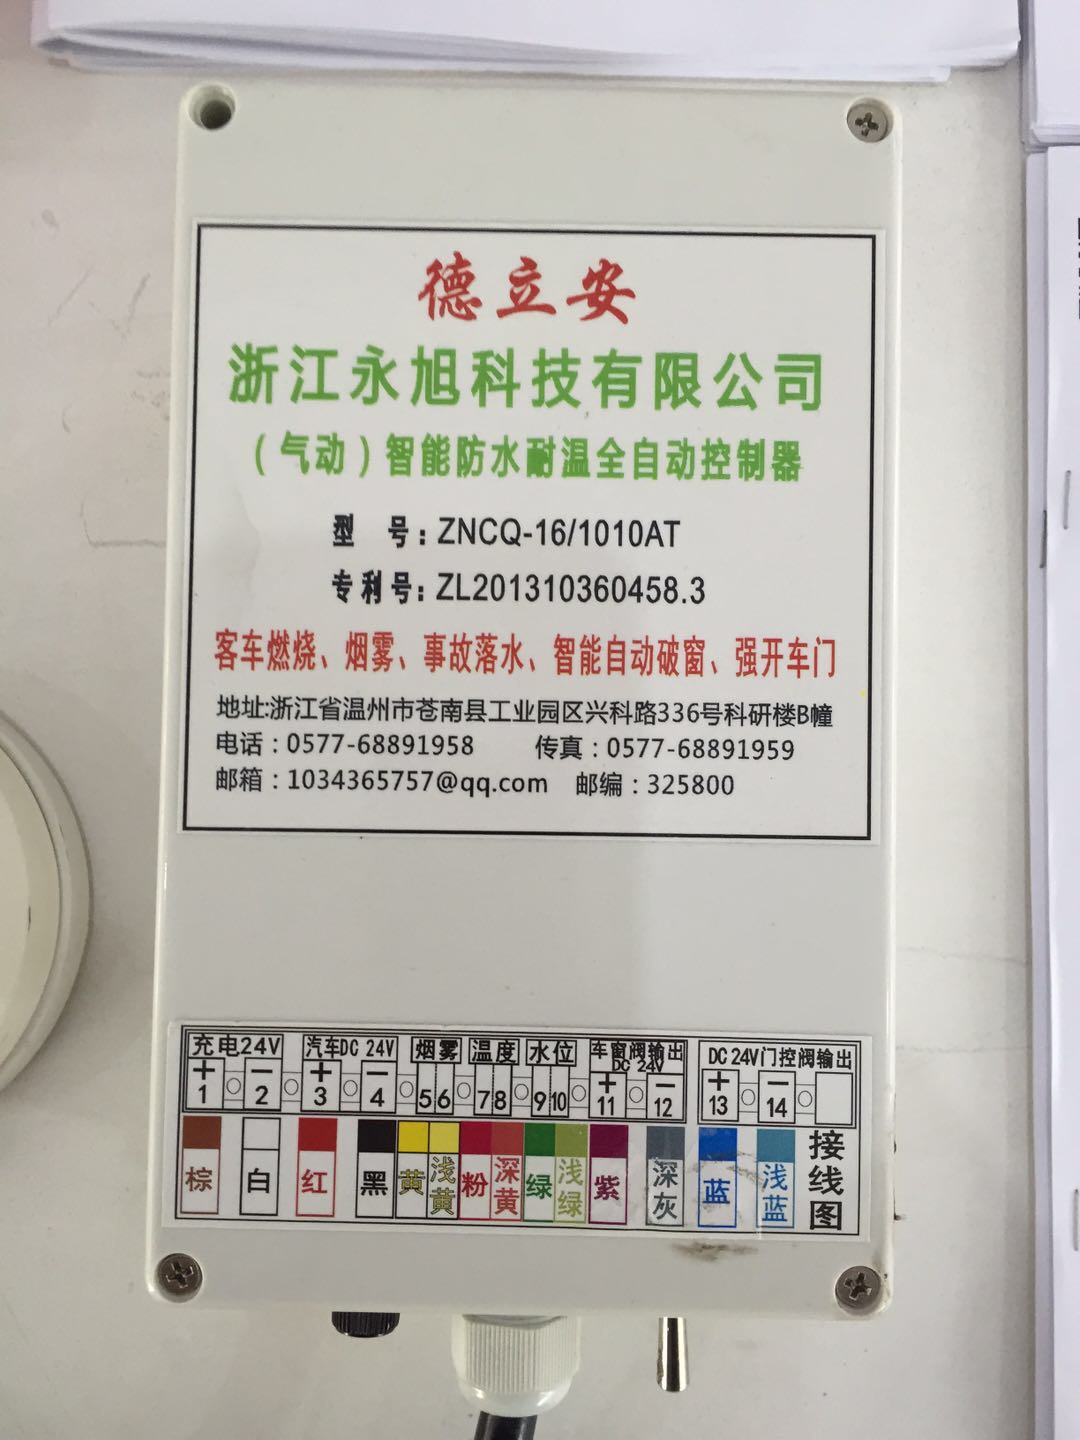 德立安
浙江永旭科技有限公司
（气动）智能防水耐温全自动控制器
型 号：ZNCQ-16/1010AT
专利号：ZL201310360458.3
客车燃烧、烟雾、事故落水、智能自动破窗、强开车门
地址:浙江省温州市苍南县工业园区兴科路336号科研楼B幢
电话：0577-68891958 传真：0577-68891959
邮箱：1034365757@qq.com 邮编：325800
充电24V 汽车DC 24V 烟雾 温度 水位 车窗阀输出 DC 24V DC 24V门控阀输出
+ − + − + − + −
1 2 3 4 5 6 7 8 9 10 11 12 13 14
棕 白 红 黑 黄 浅黄 粉 深黄 绿 浅绿 紫 深灰 蓝 浅蓝 接线图